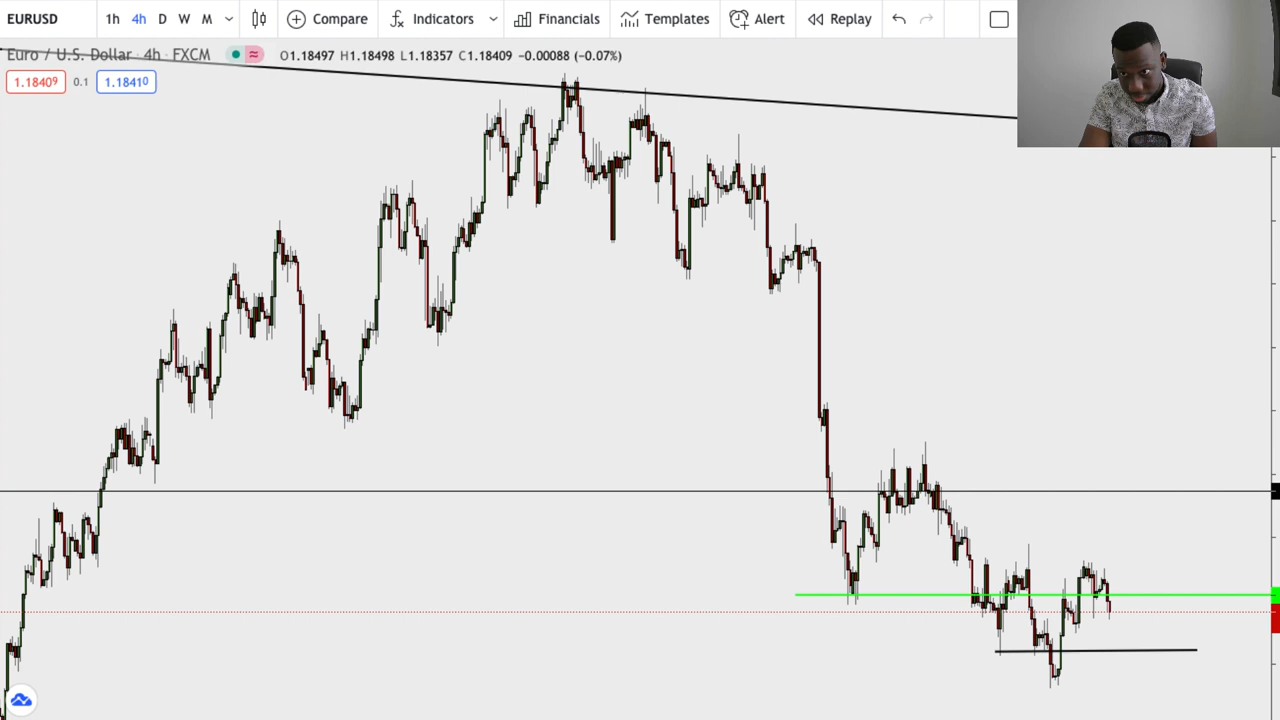 EURUSD 1h 4h D W M Compare Indicators Financials Templates Alert Replay
Euro / U.S. Dollar · 4h · FXCM O1.18497 H1.18498 L1.18357 C1.18409 −0.00088 (−0.07%)
1.18409 0.1 1.18410